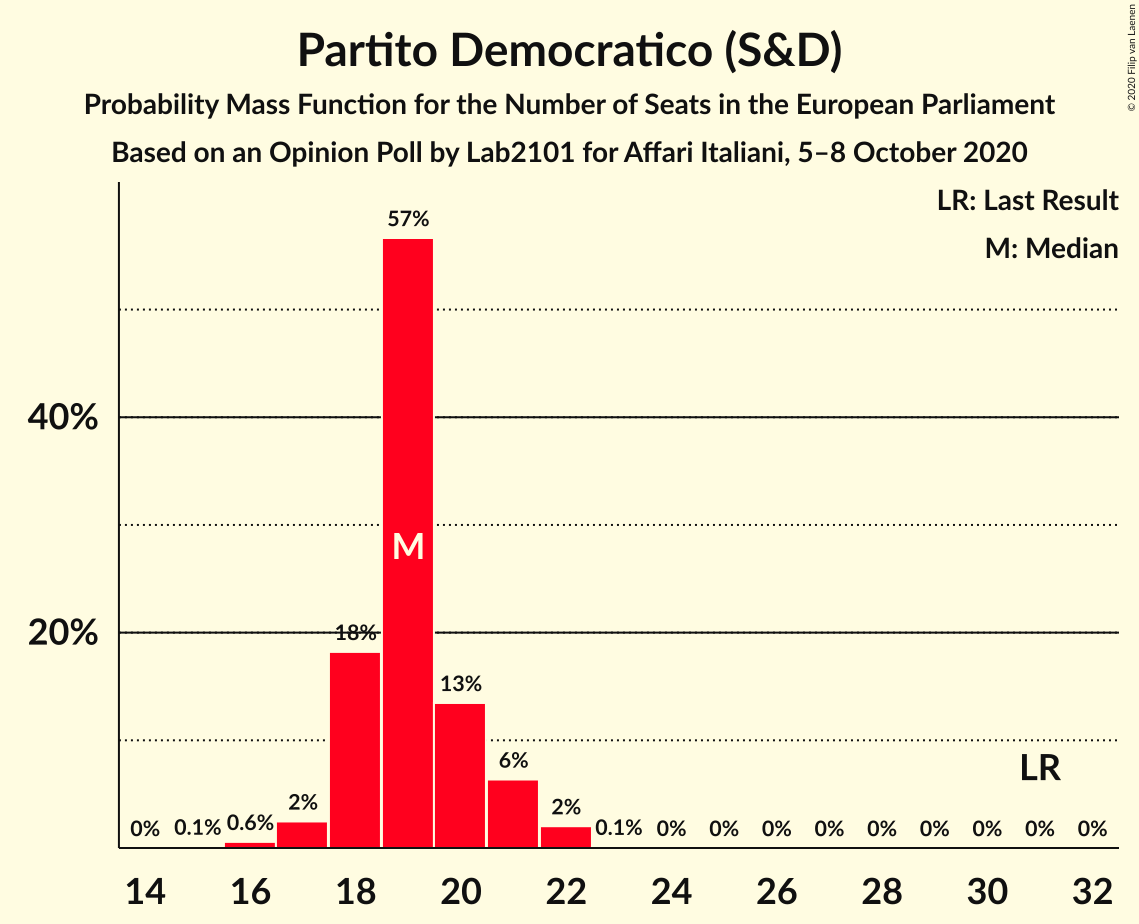 Partito Democratico (S&D)
Probability Mass Function for the Number of Seats in the European Parliament
Based on an Opinion Poll by Lab2101 for Affari Italiani, 5–8 October 2020
© 2020 Filip van Laenen
LR: Last Result
M: Median
57%
40%
M
20%
18%
13%
LR
6%
0% 0.1% 0.6% 2% 2% 0.1% 0% 0% 0% 0% 0% 0% 0% 0% 0%
14 16 18 20 22 24 26 28 30 32